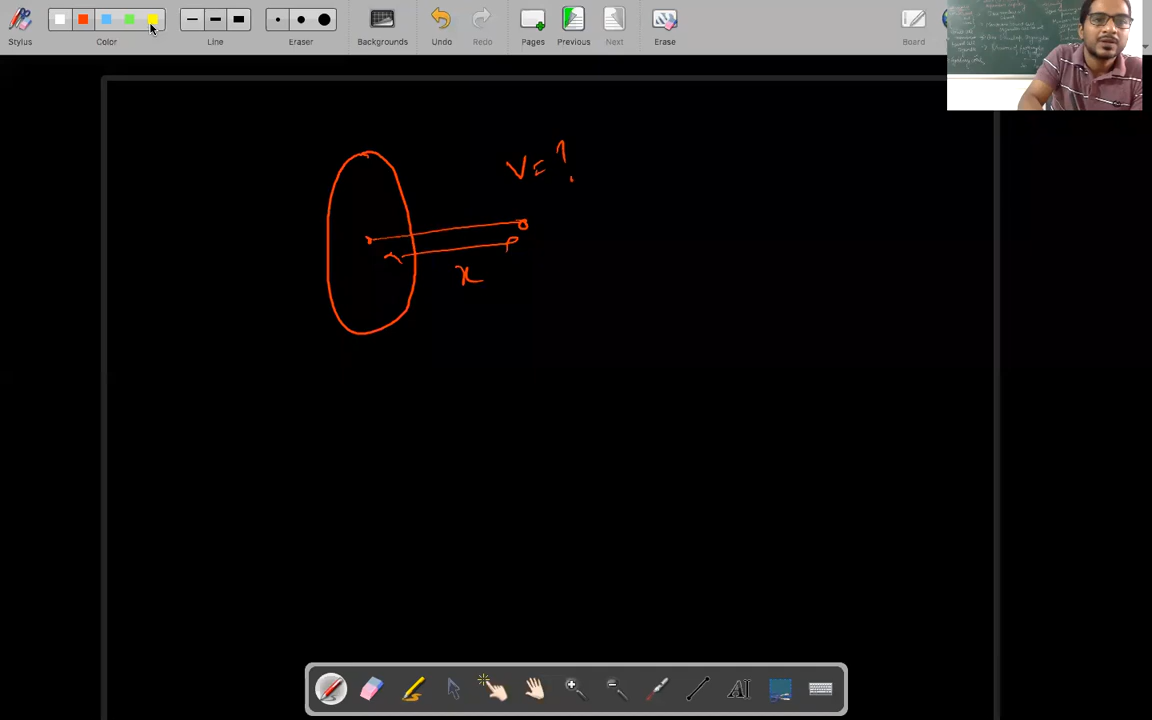 Stylus
Color
Line
Eraser
Backgrounds
Undo
Redo
Pages
Previous
Next
Erase
Board
V = ?
x